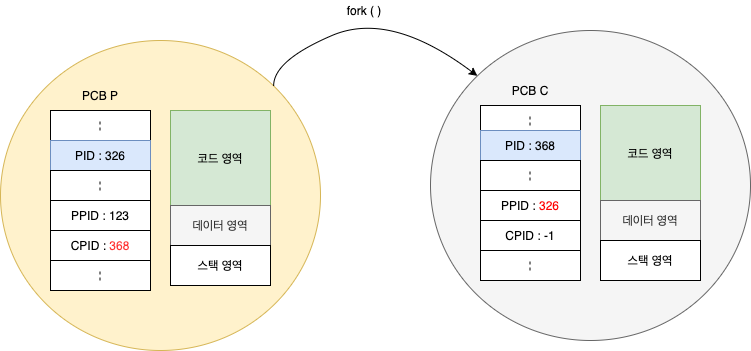 fork ( )
PCB P
PID : 326
PPID : 123
CPID : 368
코드 영역
데이터 영역
스택 영역
PCB C
PID : 368
PPID : 326
CPID : -1
코드 영역
데이터 영역
스택 영역